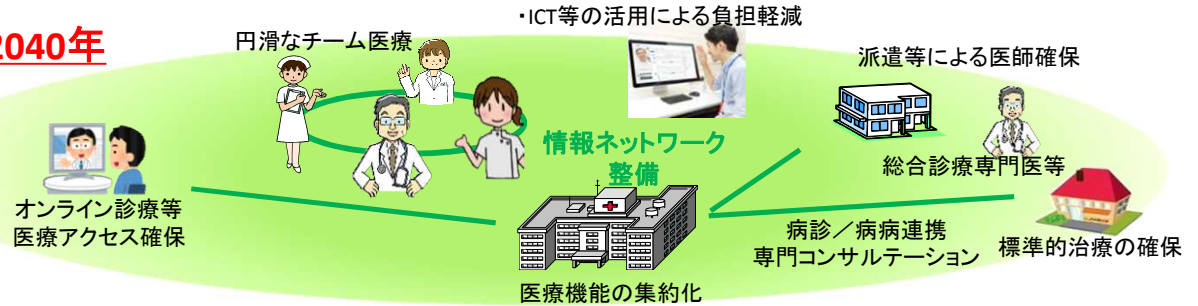 2040年
円滑なチーム医療
・ICT等の活用による負担軽減
派遣等による医師確保
情報ネットワーク
整備
総合診療専門医等
オンライン診療等
医療アクセス確保
病診／病病連携
専門コンサルテーション
標準的治療の確保
医療機能の集約化